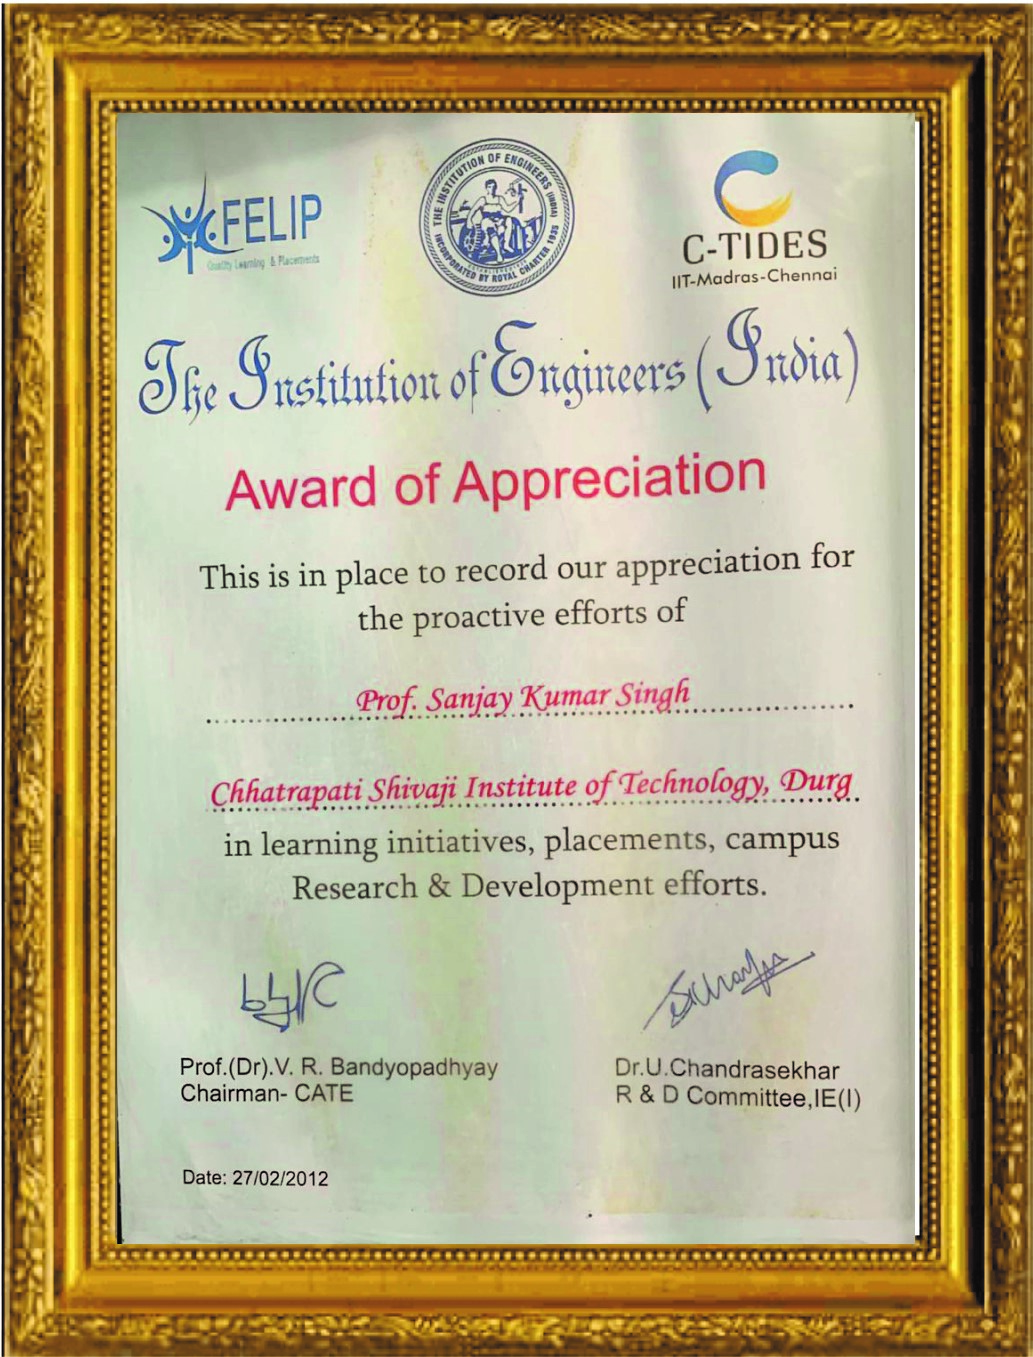 FELIP
Quality Learning & Placements
THE INSTITUTION OF ENGINEERS (INDIA)
INCORPORATED BY ROYAL CHARTER 1935
C-TIDES
IIT-Madras-Chennai
The Institution of Engineers (India)
Award of Appreciation
This is in place to record our appreciation for
the proactive efforts of
Prof. Sanjay Kumar Singh
Chhatrapati Shivaji Institute of Technology, Durg
in learning initiatives, placements, campus
Research & Development efforts.
Prof.(Dr).V. R. Bandyopadhyay
Chairman- CATE
Dr.U.Chandrasekhar
R & D Committee,IE(I)
Date: 27/02/2012